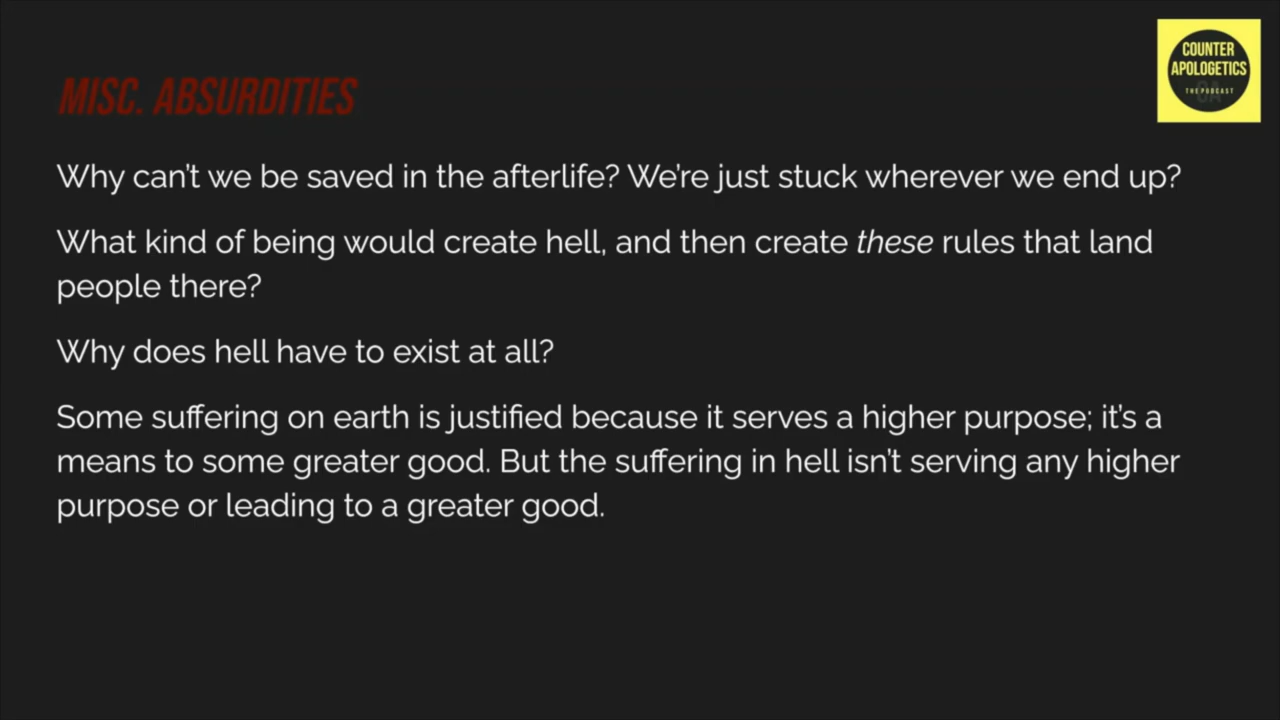 COUNTER
APOLOGETICS
THE PODCAST
CA
MISC. ABSURDITIES
Why can't we be saved in the afterlife? We're just stuck wherever we end up?
What kind of being would create hell, and then create these rules that land
people there?
Why does hell have to exist at all?
Some suffering on earth is justified because it serves a higher purpose; it's a
means to some greater good. But the suffering in hell isn't serving any higher
purpose or leading to a greater good.